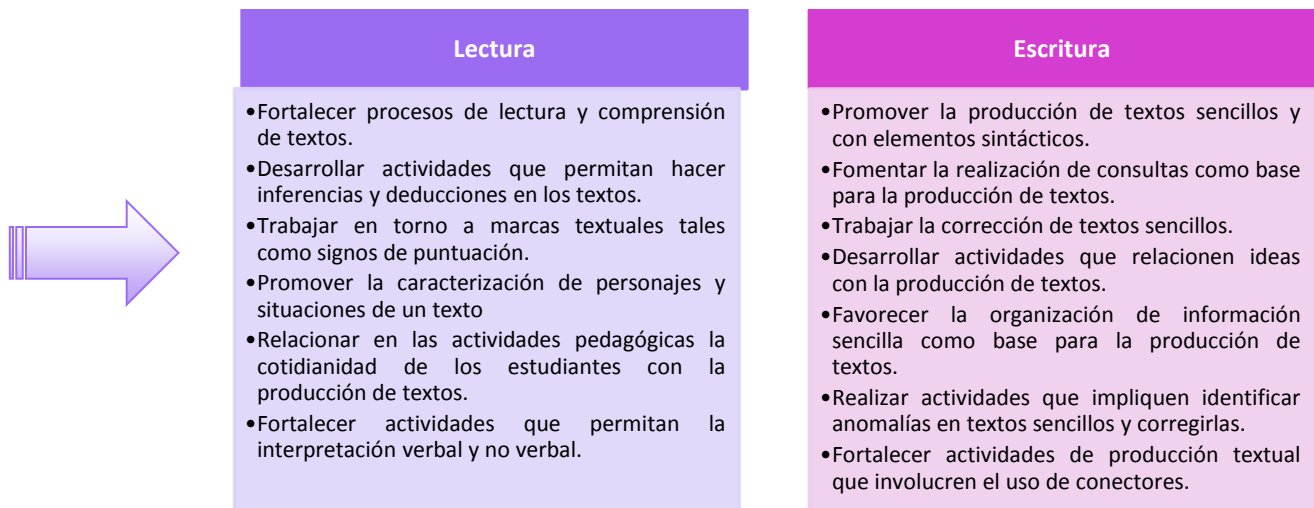 Lectura
•Fortalecer procesos de lectura y comprensión
de textos.
•Desarrollar actividades que permitan hacer
inferencias y deducciones en los textos.
•Trabajar en torno a marcas textuales tales
como signos de puntuación.
•Promover la caracterización de personajes y
situaciones de un texto
•Relacionar en las actividades pedagógicas la
cotidianidad de los estudiantes con la
producción de textos.
•Fortalecer actividades que permitan la
interpretación verbal y no verbal.
Escritura
•Promover la producción de textos sencillos y
con elementos sintácticos.
•Fomentar la realización de consultas como base
para la producción de textos.
•Trabajar la corrección de textos sencillos.
•Desarrollar actividades que relacionen ideas
con la producción de textos.
•Favorecer la organización de información
sencilla como base para la producción de
textos.
•Realizar actividades que impliquen identificar
anomalías en textos sencillos y corregirlas.
•Fortalecer actividades de producción textual
que involucren el uso de conectores.